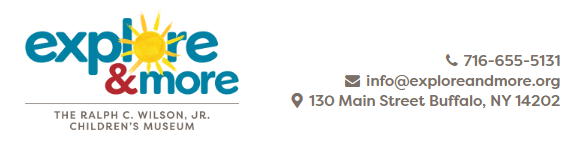 explore
&more
THE RALPH C. WILSON, JR.
CHILDREN'S MUSEUM
716-655-5131
info@exploreandmore.org
130 Main Street Buffalo, NY 14202